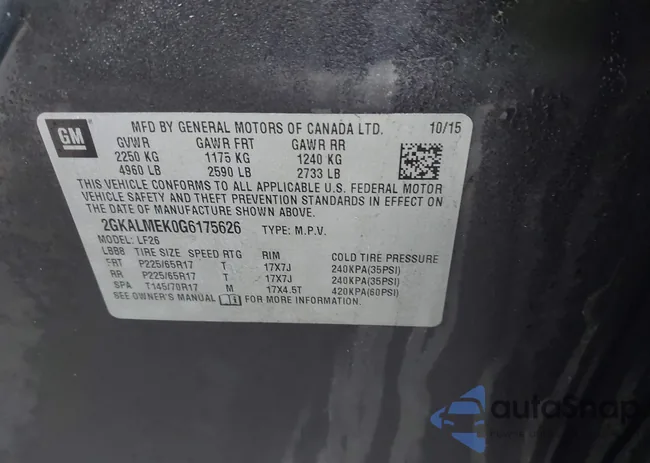 GM
MFD BY GENERAL MOTORS OF CANADA LTD. 10/15
GVWR GAWR FRT GAWR RR
2250 KG 1175 KG 1240 KG
4960 LB 2590 LB 2733 LB
THIS VEHICLE CONFORMS TO ALL APPLICABLE U.S. FEDERAL MOTOR
VEHICLE SAFETY AND THEFT PREVENTION STANDARDS IN EFFECT ON
THE DATE OF MANUFACTURE SHOWN ABOVE.
2GKALMEK0G6175626 TYPE: M.P.V.
MODEL: LF26
LBB8 TIRE SIZE SPEED RTG RIM COLD TIRE PRESSURE
FRT P225/65R17 T 17X7J 240KPA(35PSI)
RR P225/65R17 T 17X7J 240KPA(35PSI)
SPA T145/70R17 M 17X4.5T 420KPA(60PSI)
SEE OWNER'S MANUAL FOR MORE INFORMATION.
autoSnap